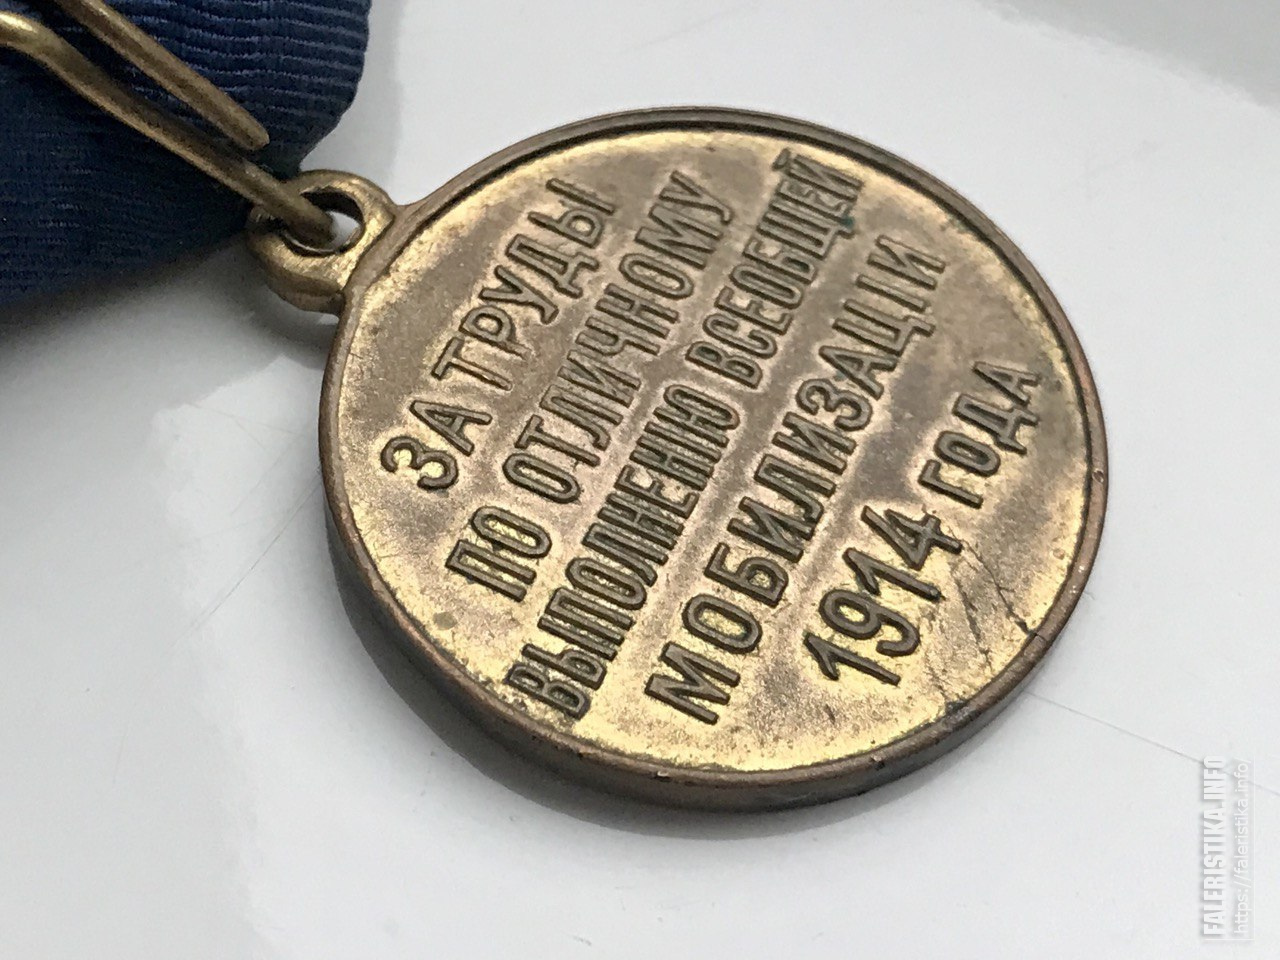 ЗА ТРУДЫ
ПО ОТЛИЧНОМУ
ВЫПОЛНЕНІЮ ВСЕОБЩЕЙ
МОБИЛИЗАЦІИ
1914 ГОДА
FALERISTIKA.INFO
https://faleristika.info